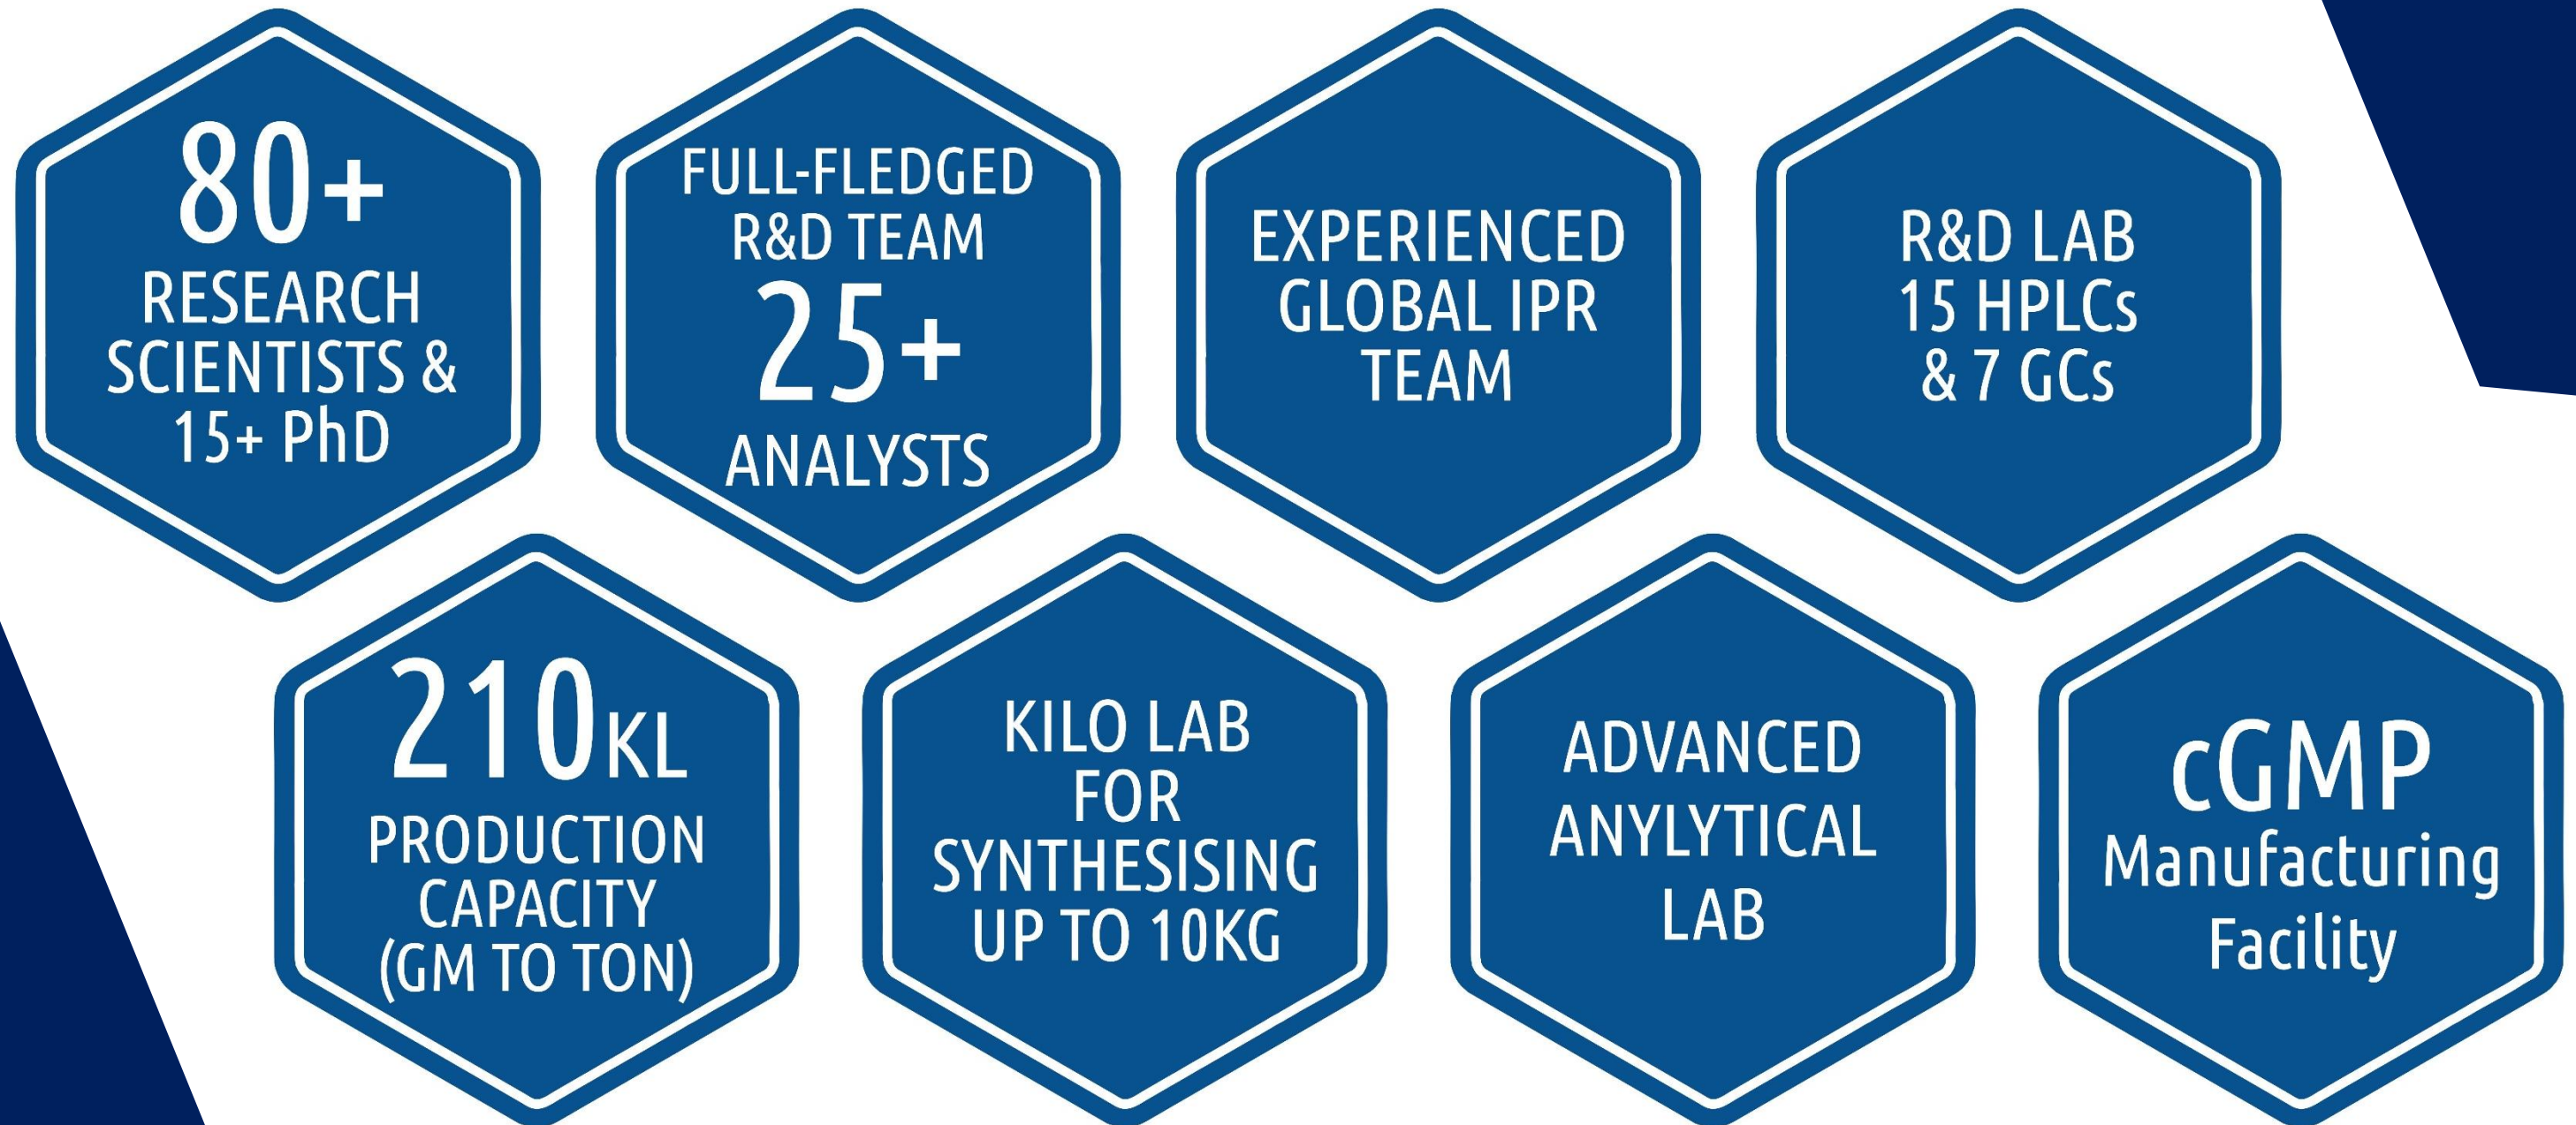 80+
RESEARCH
SCIENTISTS &
15+ PhD
FULL-FLEDGED
R&D TEAM
25+
ANALYSTS
EXPERIENCED
GLOBAL IPR
TEAM
R&D LAB
15 HPLCs
& 7 GCs
210KL
PRODUCTION
CAPACITY
(GM TO TON)
KILO LAB
FOR
SYNTHESISING
UP TO 10KG
ADVANCED
ANYLYTICAL
LAB
cGMP
Manufacturing
Facility